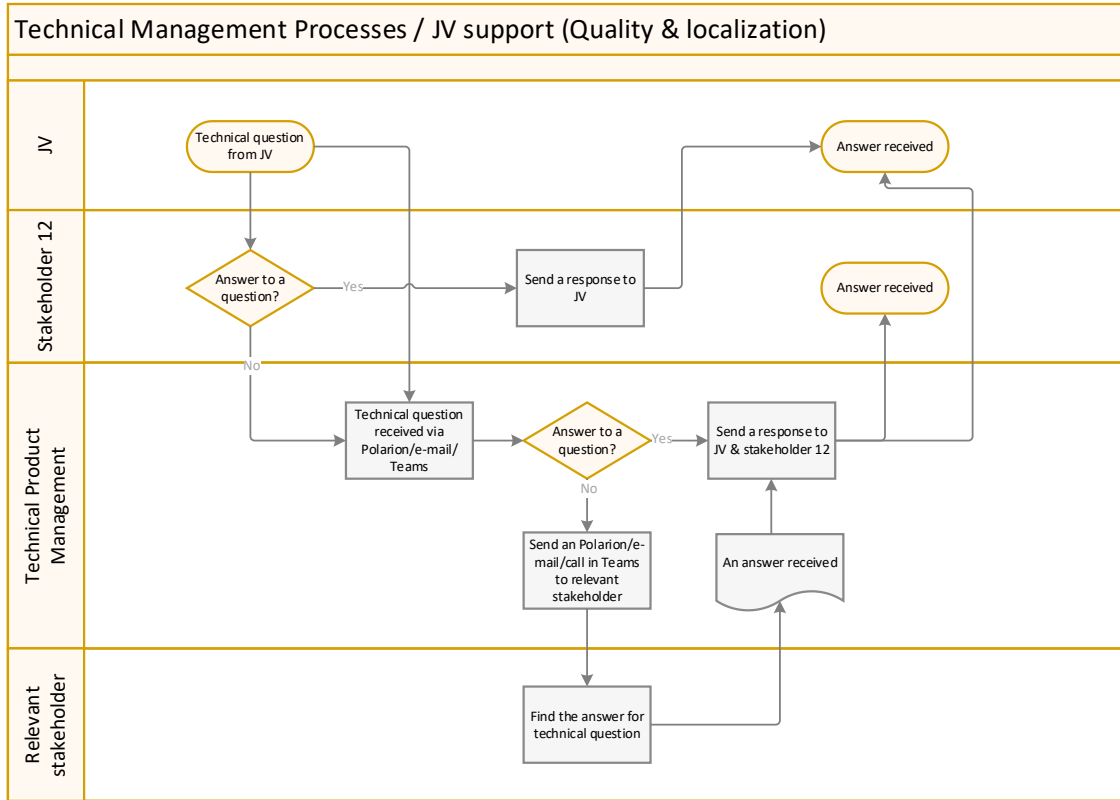 Technical Management Processes / JV support (Quality & localization)
JV
Technical question
from JV
Answer received
Stakeholder 12
Answer to a
question?
Yes
Send a response to
JV
Answer received
No
Technical Product
Management
Technical question
received via
Polarion/e-mail/
Teams
Answer to a
question?
Yes
Send a response to
JV & stakeholder 12
No
Send an Polarion/e-
mail/call in Teams
to relevant
stakeholder
An answer received
Relevant
stakeholder
Find the answer for
technical question